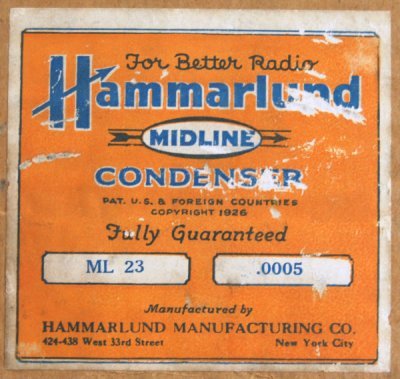 For Better Radio
Hammarlund
MIDLINE
CONDENSER
PAT. U.S. & FOREIGN COUNTRIES
COPYRIGHT 1926
Fully Guaranteed
ML 23 .0005
Manufactured by
HAMMARLUND MANUFACTURING CO.
424-438 West 33rd Street New York City